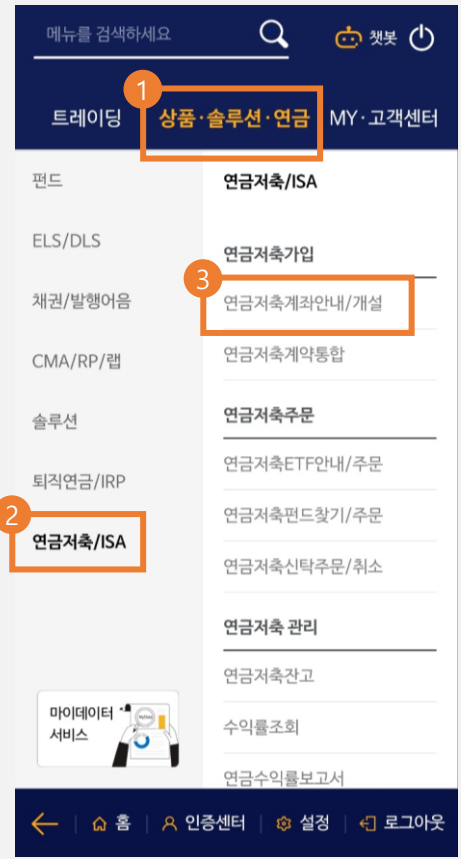 메뉴를 검색하세요
챗봇
1
트레이딩 상품·솔루션·연금 MY·고객센터
펀드
ELS/DLS
채권/발행어음
CMA/RP/랩
솔루션
퇴직연금/IRP
2
연금저축/ISA
마이데이터
서비스
연금저축/ISA
연금저축가입
3
연금저축계좌안내/개설
연금저축계약통합
연금저축주문
연금저축ETF안내/주문
연금저축펀드찾기/주문
연금저축신탁주문/취소
연금저축 관리
연금저축잔고
수익률조회
연금수익률보고서
홈 인증센터 설정 로그아웃